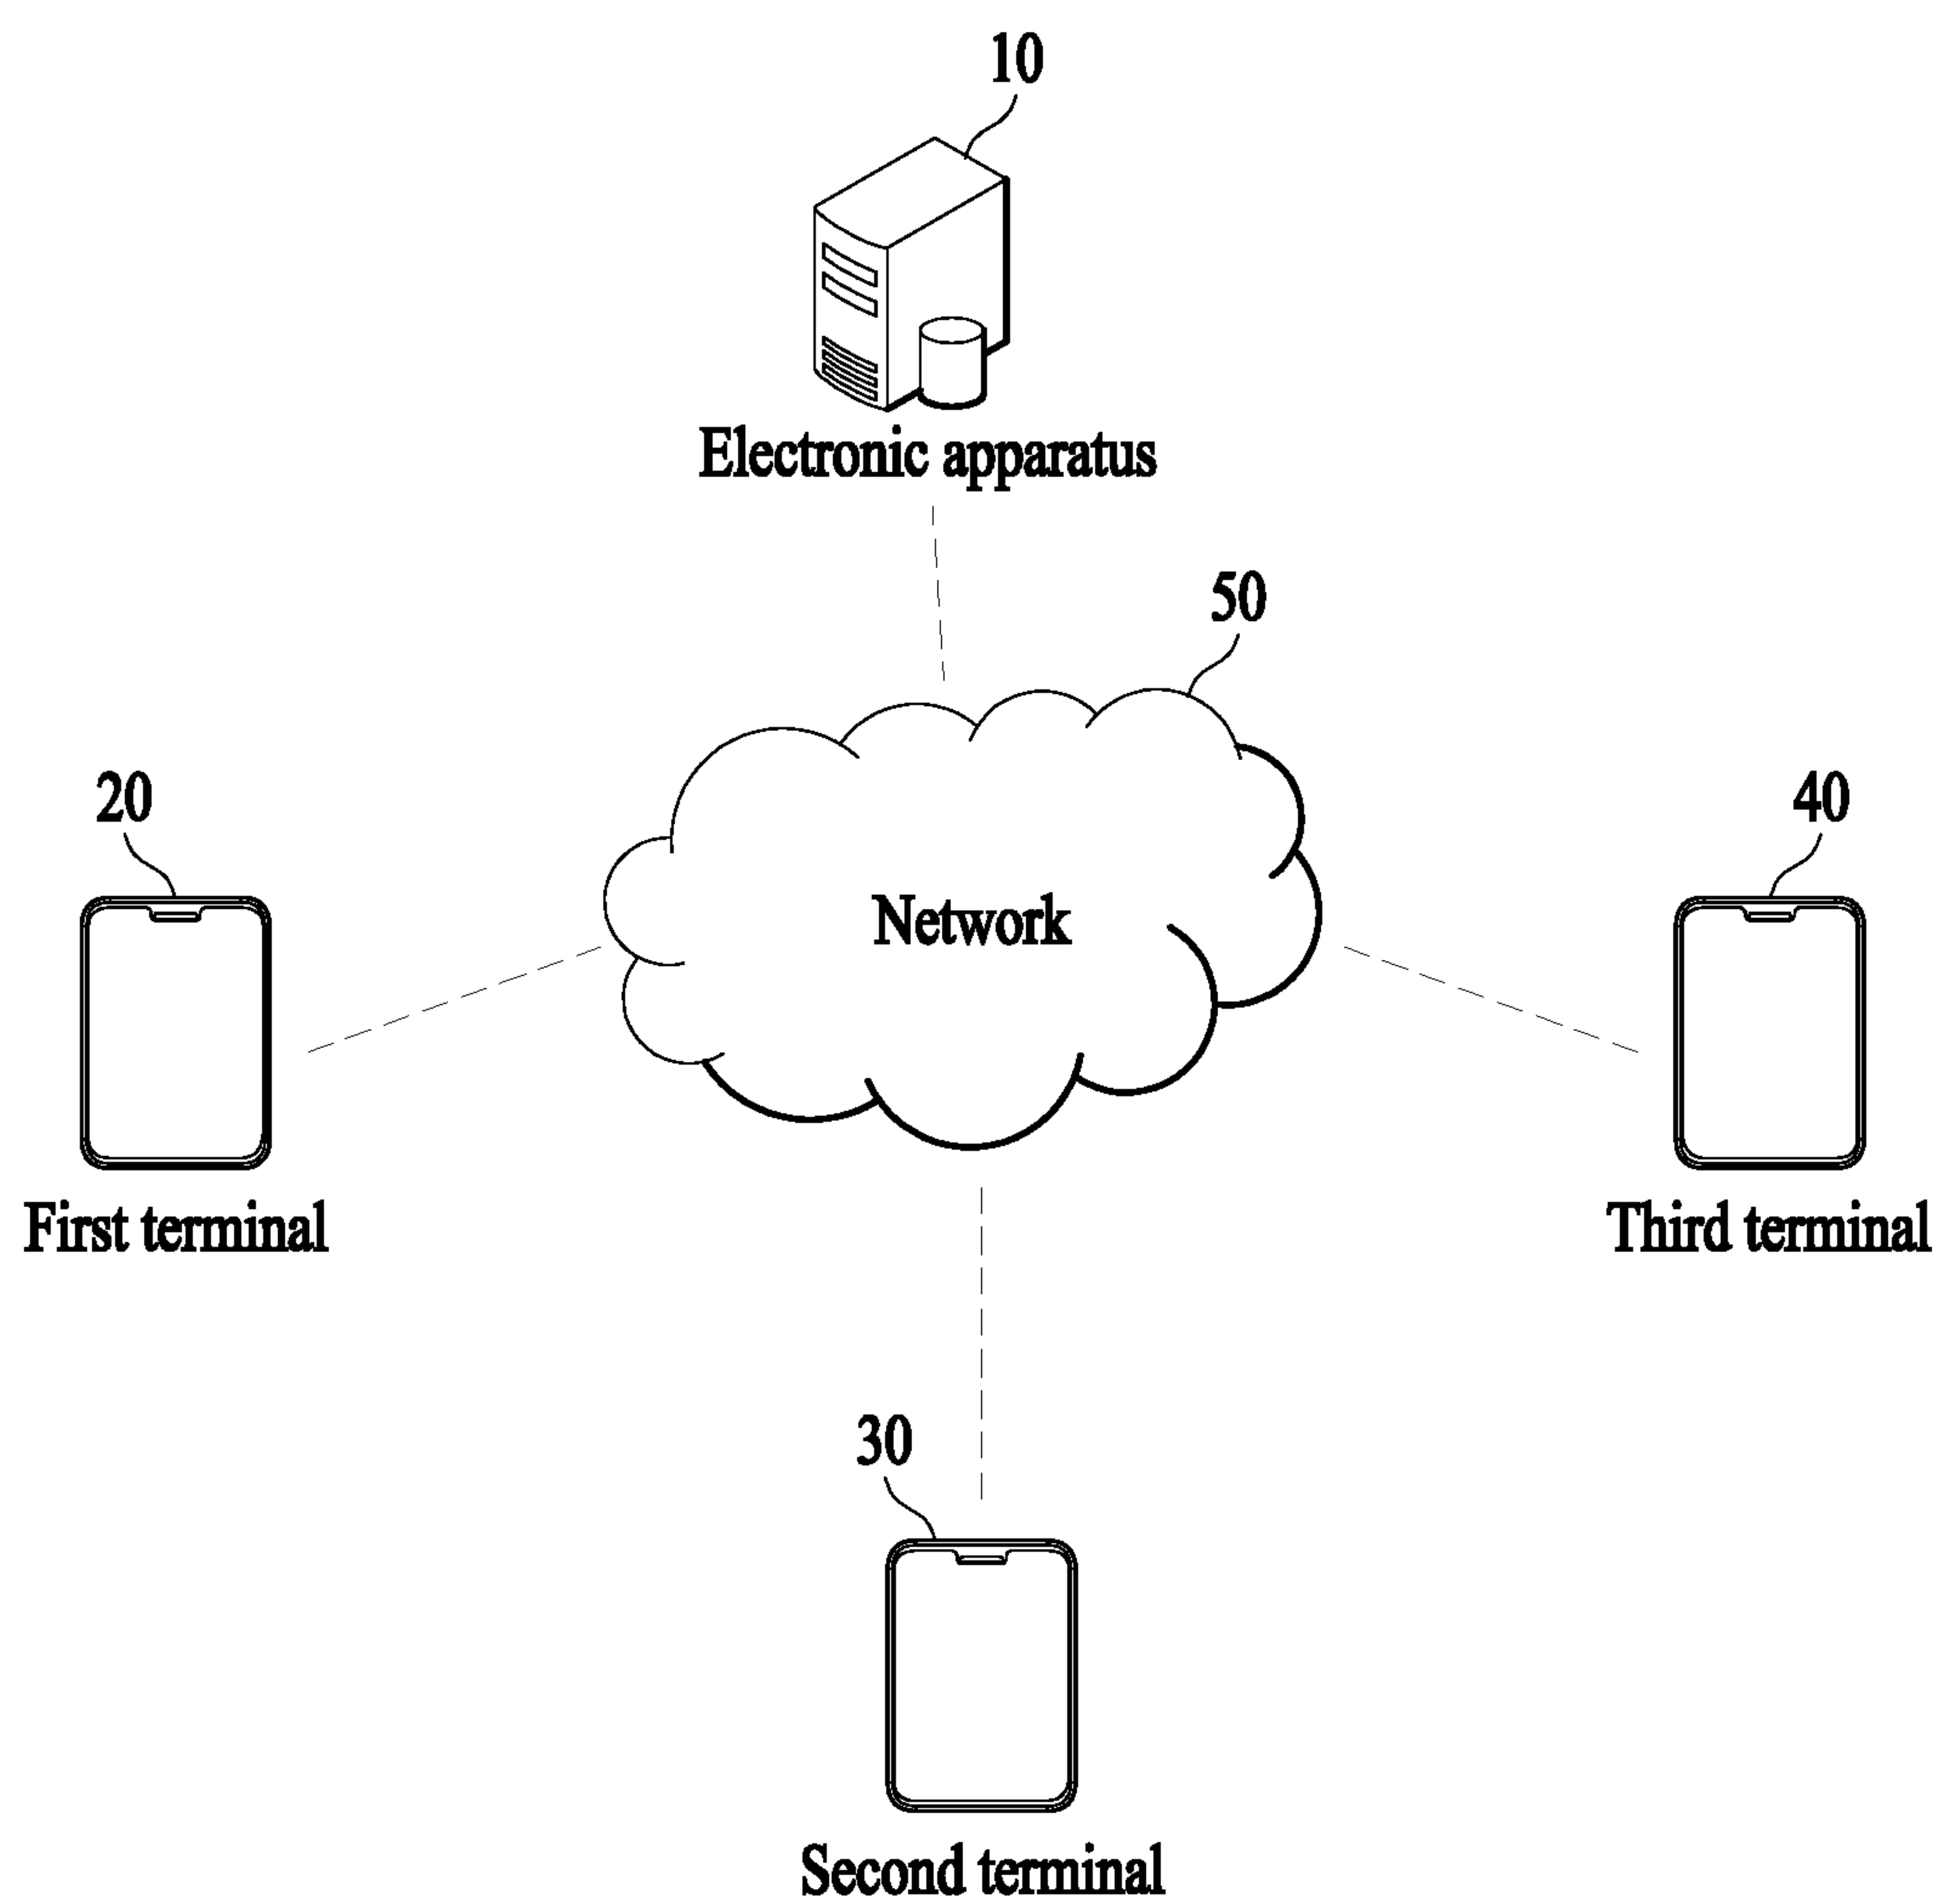 10
Electronic apparatus
50
20
40
Network
First terminal
Third terminal
30
Second terminal